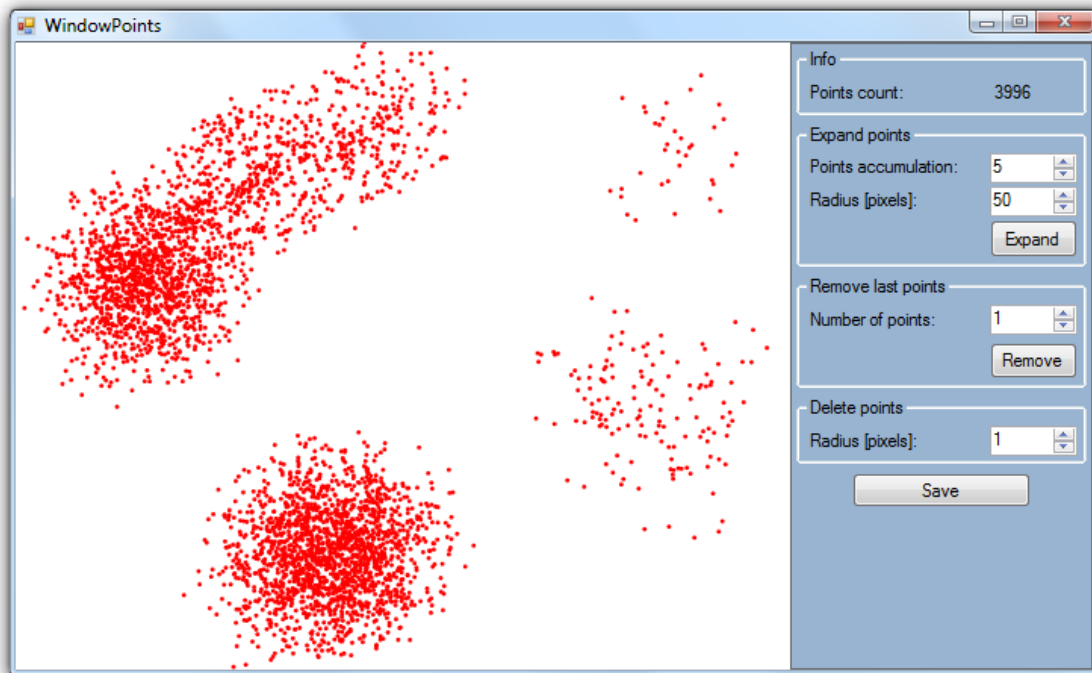 WindowPoints
Info
Points count: 3996
Expand points
Points accumulation: 5
Radius [pixels]: 50
Expand
Remove last points
Number of points: 1
Remove
Delete points
Radius [pixels]: 1
Save